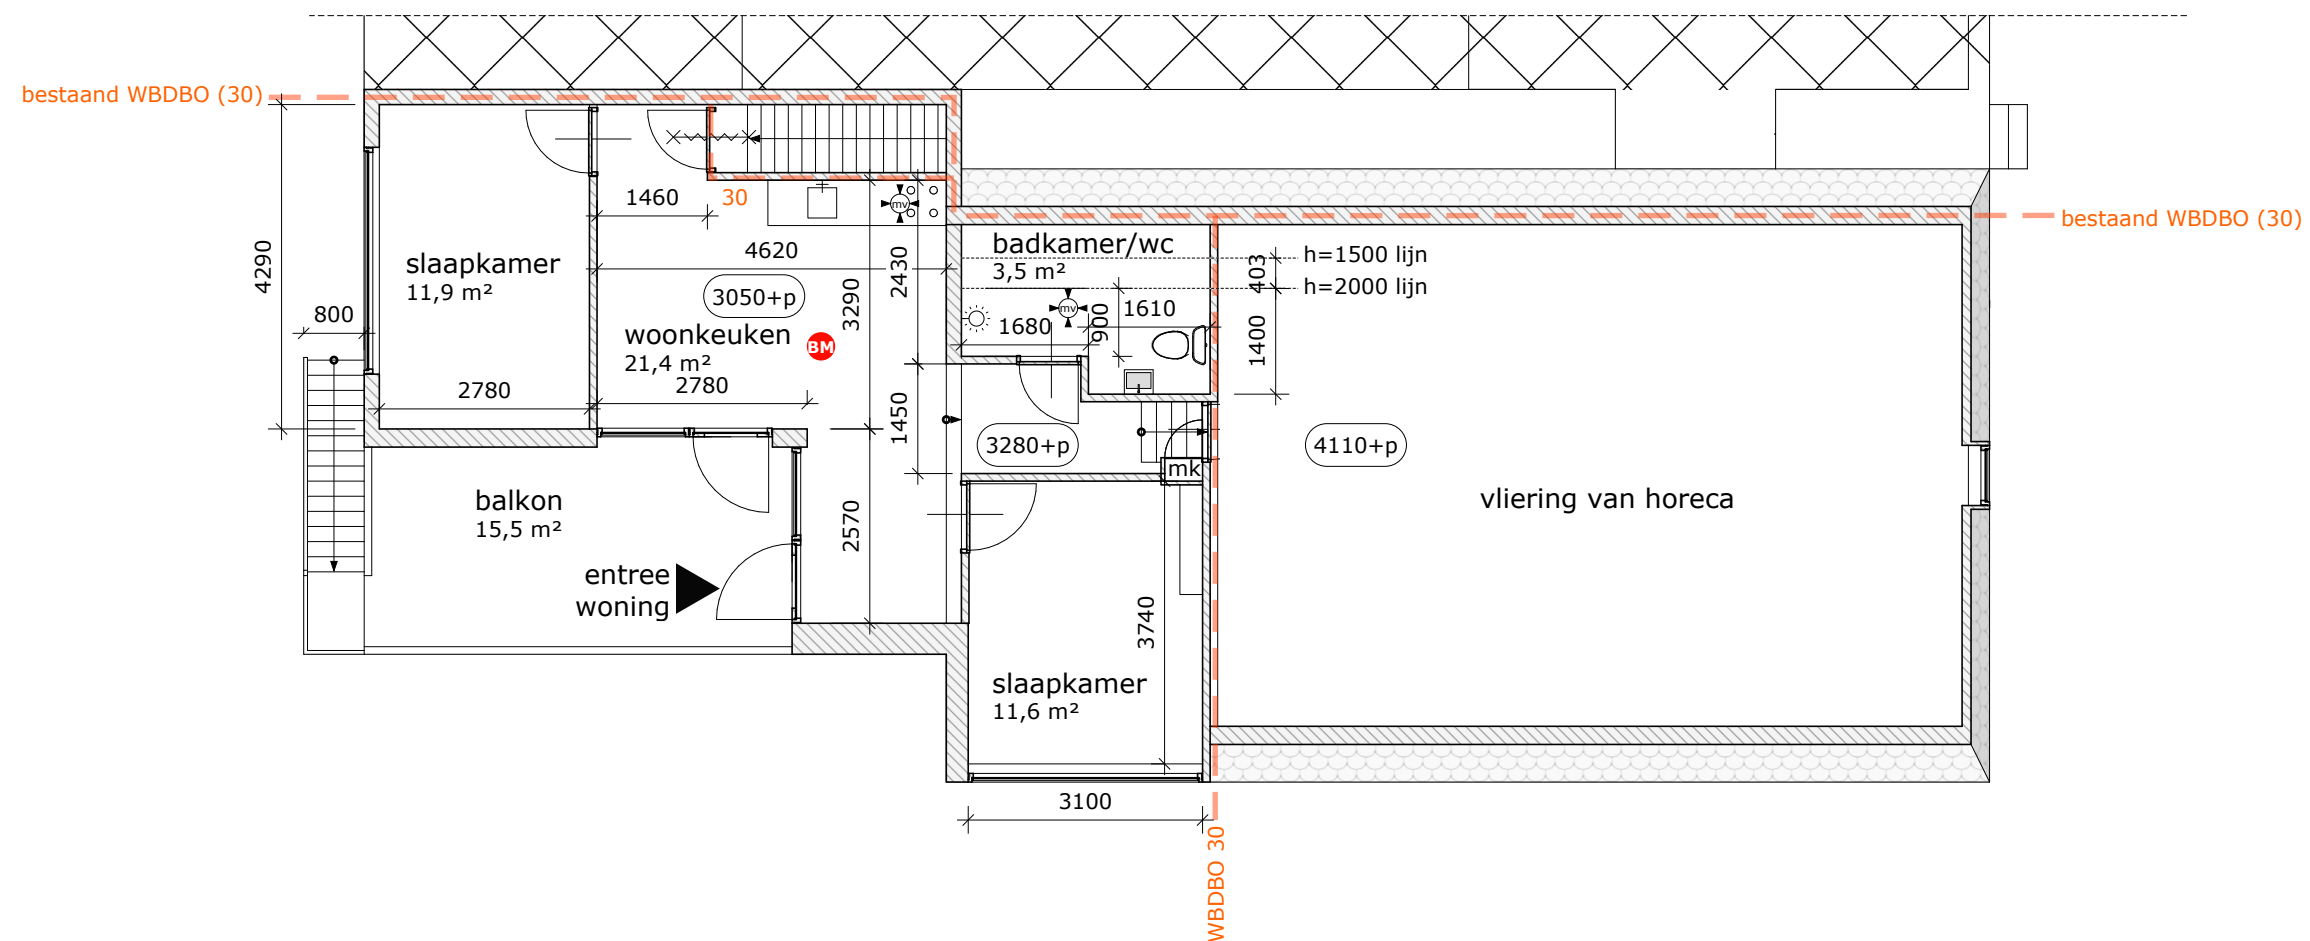 bestaand WBDBO (30)
1460
30
mv
bestaand WBDBO (30)
4290
slaapkamer
11,9 m²
4620
3050+p
3290
2430
badkamer/wc
3,5 m²
403
h=1500 lijn
h=2000 lijn
800
woonkeuken
21,4 m²
BM
mv
1680
900
1610
1400
2780
2780
1450
3280+p
mk
4110+p
balkon
15,5 m²
2570
vliering van horeca
entree
woning
3740
slaapkamer
11,6 m²
3100
WBDBO 30